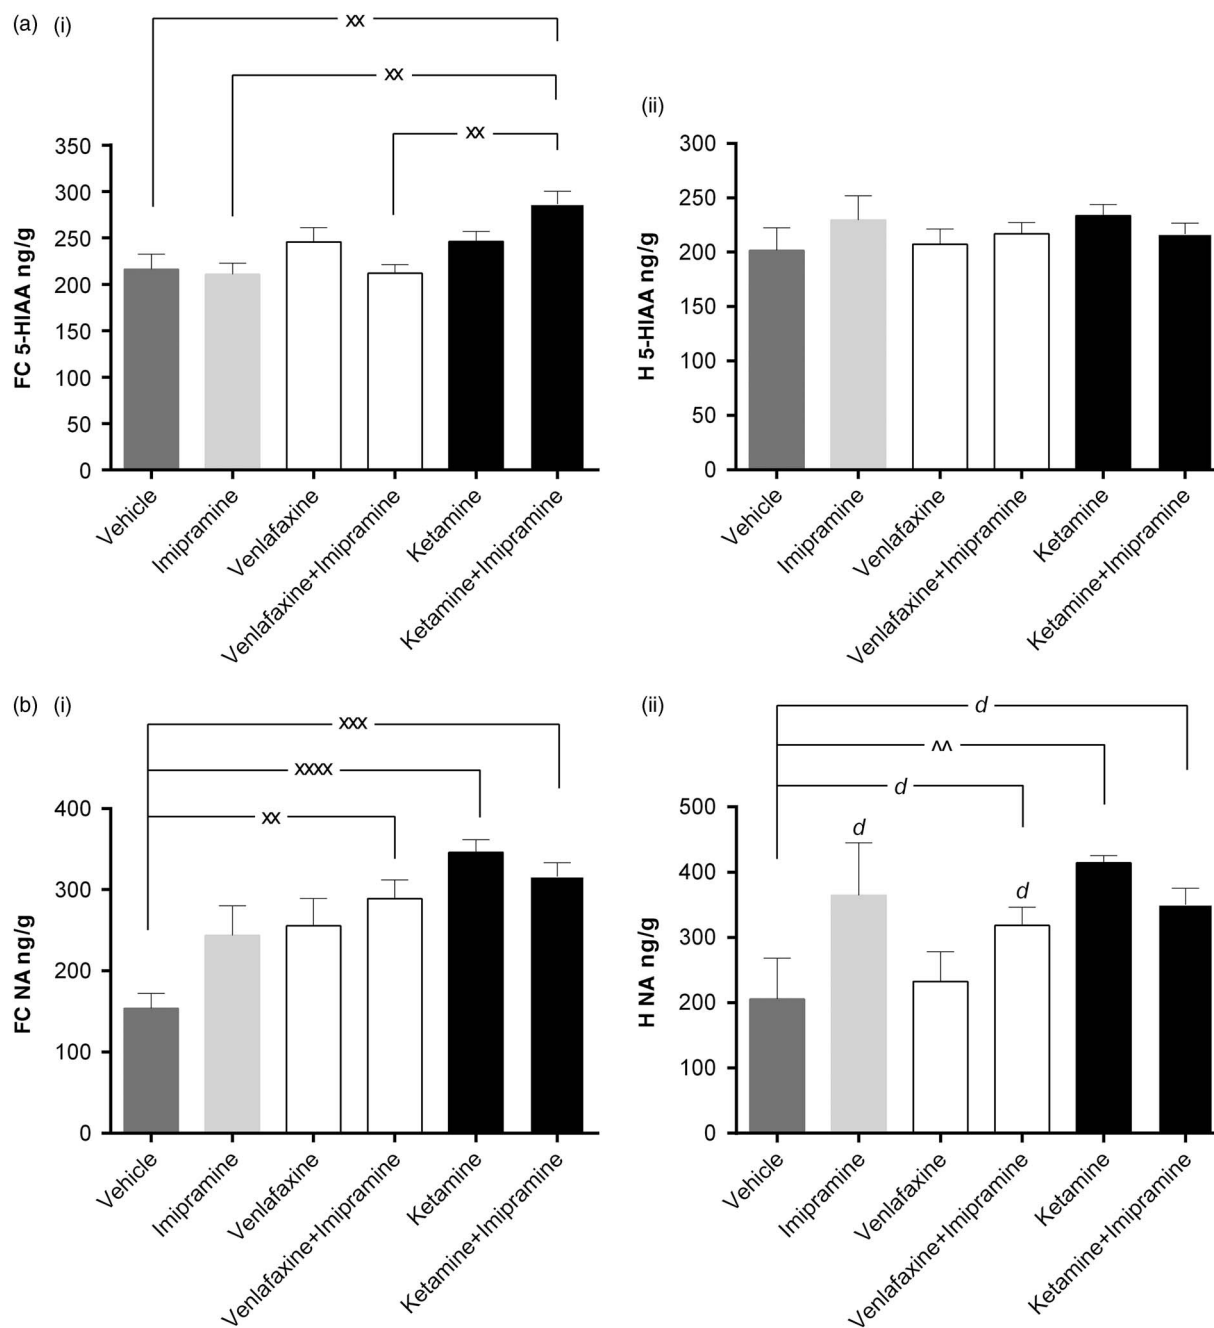 (a) (i)
xx
xx
xx
FC 5-HIAA ng/g
350
300
250
200
150
100
50
0
Vehicle
Imipramine
Venlafaxine
Venlafaxine+Imipramine
Ketamine
Ketamine+Imipramine
(ii)
H 5-HIAA ng/g
300
250
200
150
100
50
0
Vehicle
Imipramine
Venlafaxine
Venlafaxine+Imipramine
Ketamine
Ketamine+Imipramine
(b) (i)
xxx
xxxx
xx
FC NA ng/g
400
300
200
100
0
Vehicle
Imipramine
Venlafaxine
Venlafaxine+Imipramine
Ketamine
Ketamine+Imipramine
(ii)
d
^^
d
d
d
H NA ng/g
500
400
300
200
100
0
Vehicle
Imipramine
Venlafaxine
Venlafaxine+Imipramine
Ketamine
Ketamine+Imipramine